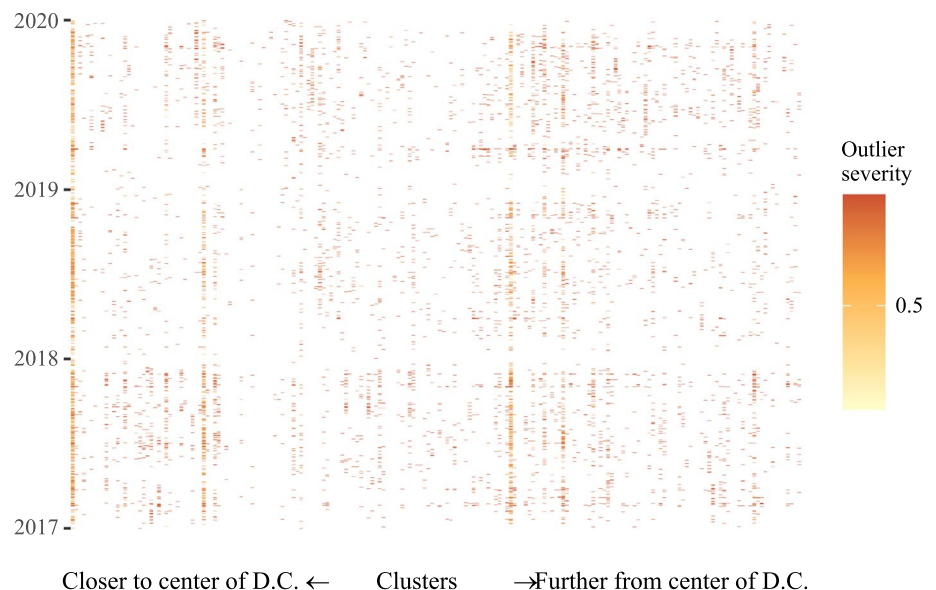 2020
2019
2018
2017
Outlier
severity
0.5
Closer to center of D.C. ← Clusters →Further from center of D.C.